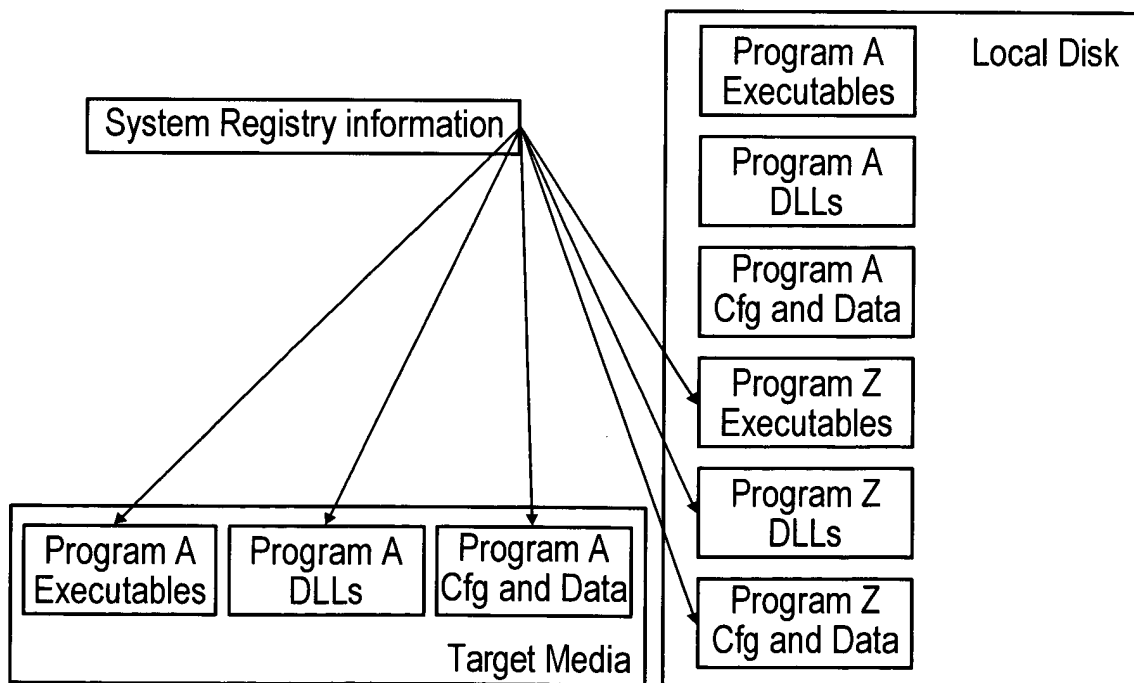 System Registry information
Local Disk
Program A
Executables
Program A
DLLs
Program A
Cfg and Data
Program Z
Executables
Program Z
DLLs
Program Z
Cfg and Data
Program A
Executables
Program A
DLLs
Program A
Cfg and Data
Target Media